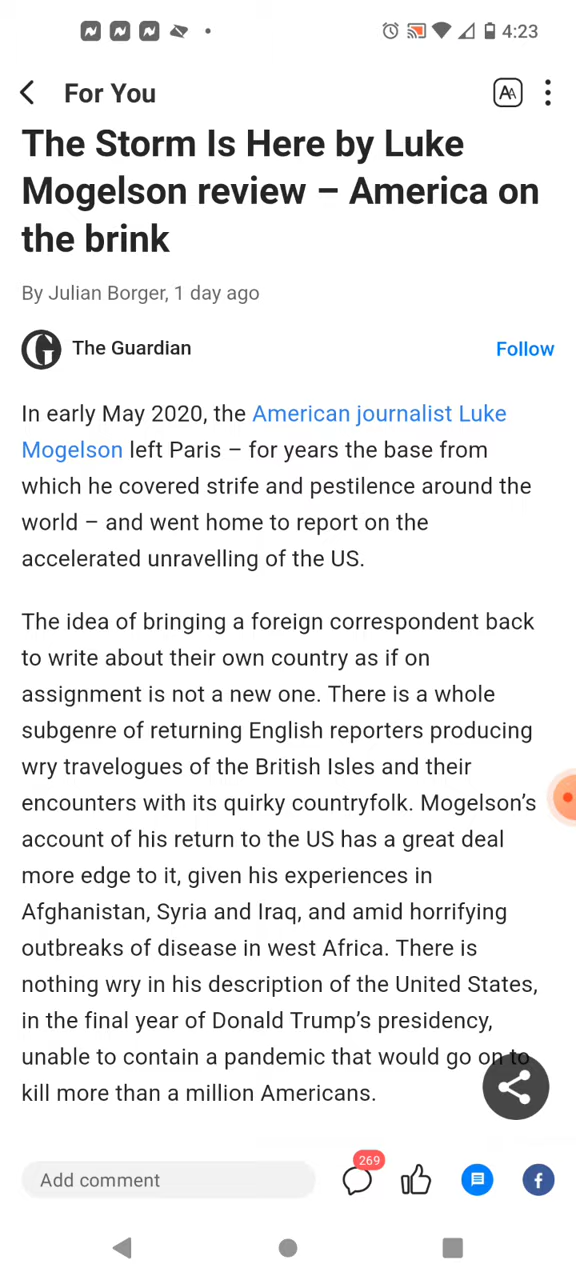 4:23
For You
The Storm Is Here by Luke
Mogelson review – America on
the brink
By Julian Borger, 1 day ago
The Guardian
Follow
In early May 2020, the American journalist Luke
Mogelson left Paris – for years the base from
which he covered strife and pestilence around the
world – and went home to report on the
accelerated unravelling of the US.
The idea of bringing a foreign correspondent back
to write about their own country as if on
assignment is not a new one. There is a whole
subgenre of returning English reporters producing
wry travelogues of the British Isles and their
encounters with its quirky countryfolk. Mogelson's
account of his return to the US has a great deal
more edge to it, given his experiences in
Afghanistan, Syria and Iraq, and amid horrifying
outbreaks of disease in west Africa. There is
nothing wry in his description of the United States,
in the final year of Donald Trump's presidency,
unable to contain a pandemic that would go on to
kill more than a million Americans.
269
Add comment